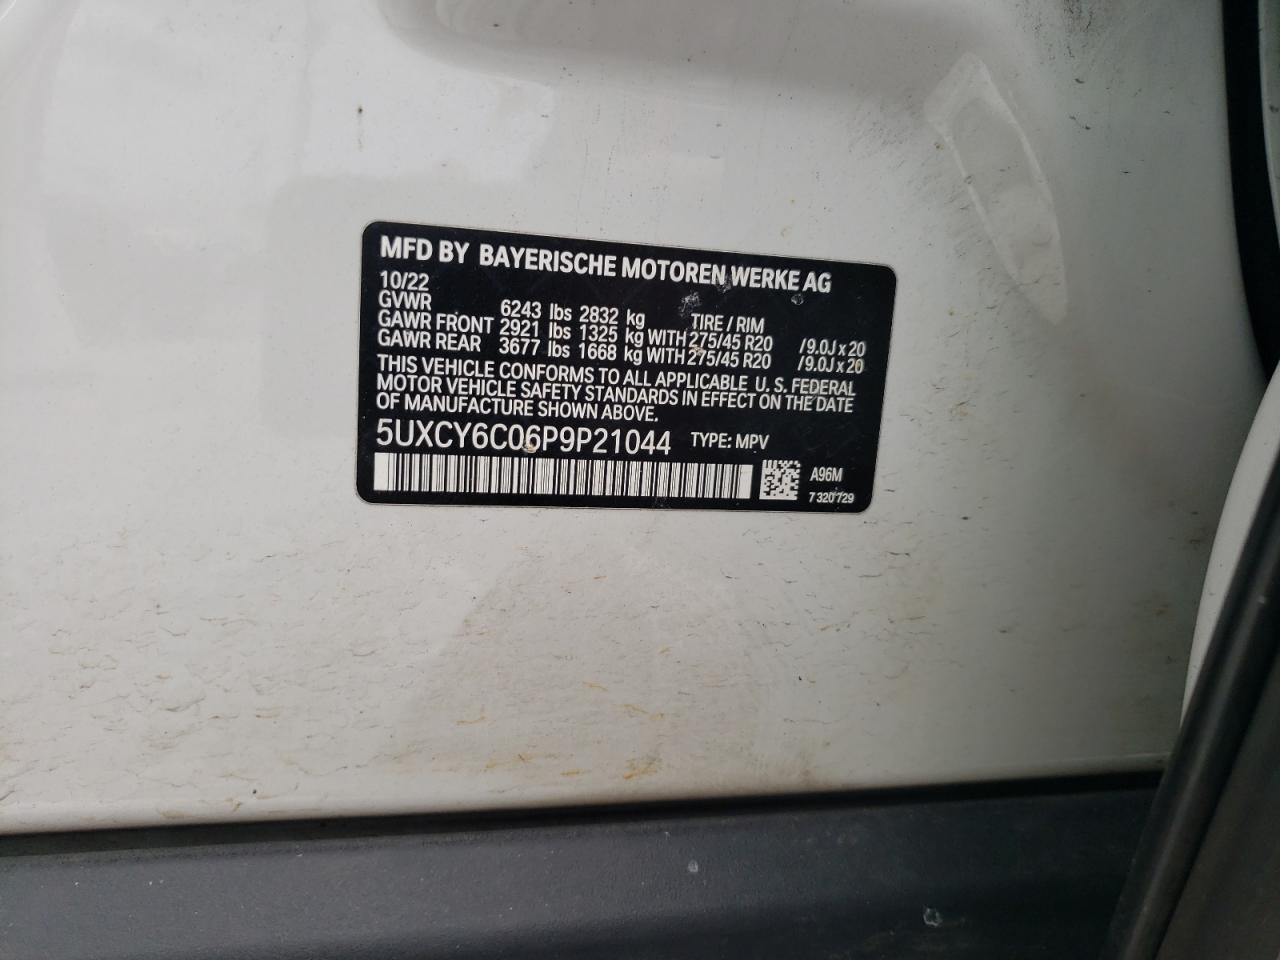 MFD BY BAYERISCHE MOTOREN WERKE AG
10/22
GVWR 6243 lbs 2832 kg TIRE / RIM
GAWR FRONT 2921 lbs 1325 kg WITH 275/45 R20 /9.0J x 20
GAWR REAR 3677 lbs 1668 kg WITH 275/45 R20 /9.0J x 20
THIS VEHICLE CONFORMS TO ALL APPLICABLE U. S. FEDERAL
MOTOR VEHICLE SAFETY STANDARDS IN EFFECT ON THE DATE
OF MANUFACTURE SHOWN ABOVE.
5UXCY6C06P9P21044 TYPE: MPV
A96M
7 320 729